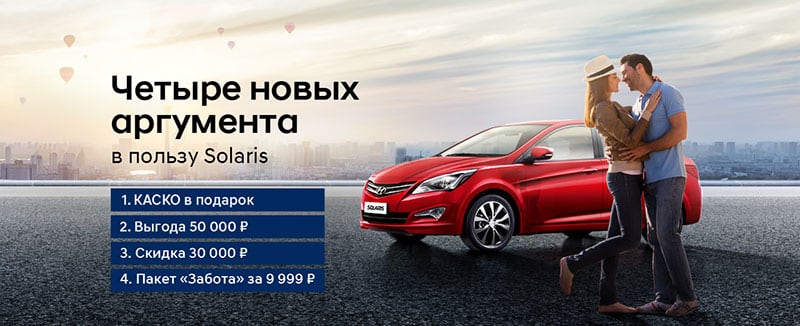 Четыре новых
аргумента
в пользу Solaris
1. КАСКО в подарок
2. Выгода 50 000 ₽
3. Скидка 30 000 ₽
4. Пакет «Забота» за 9 999 ₽
SOLARIS